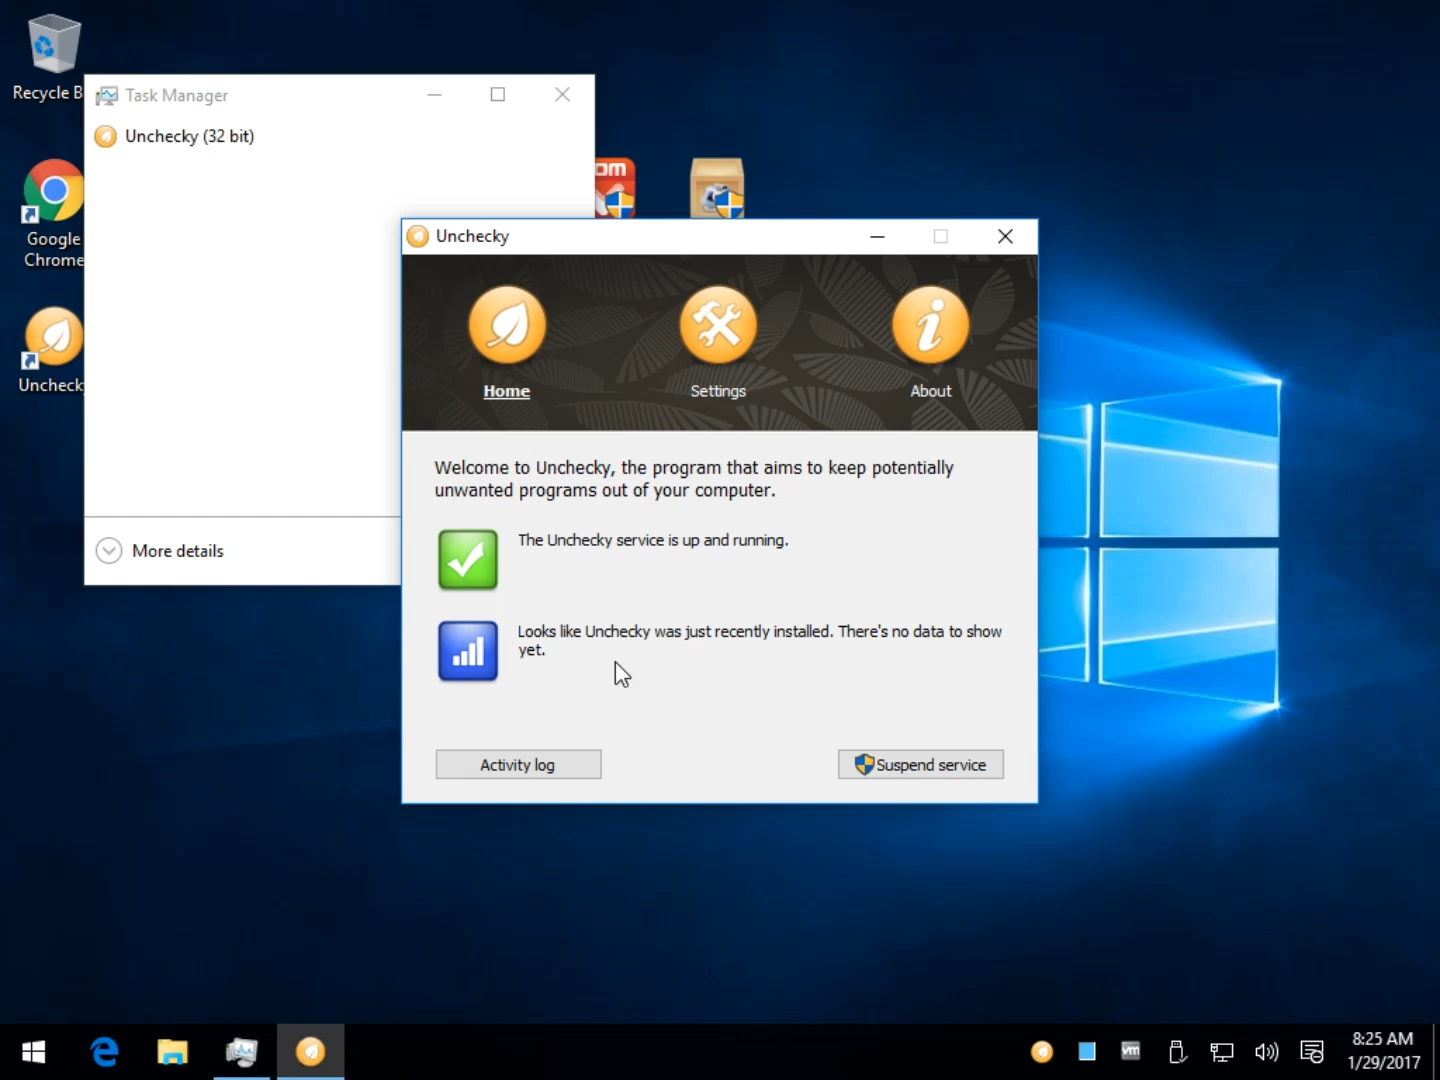 Recycle B
Task Manager
Unchecky (32 bit)
Google
Chrome
Uncheck
om
Unchecky
Home
Settings
About
Welcome to Unchecky, the program that aims to keep potentially
unwanted programs out of your computer.
The Unchecky service is up and running.
Looks like Unchecky was just recently installed. There's no data to show
yet.
More details
Activity log
Suspend service
vm
8:25 AM
1/29/2017